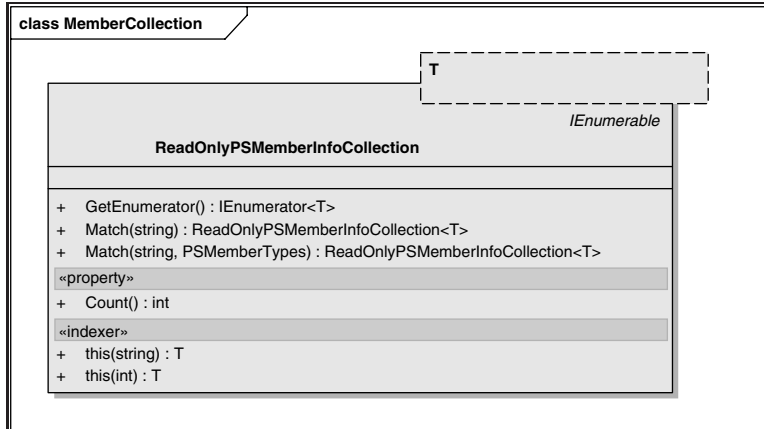 class MemberCollection
T
IEnumerable
ReadOnlyPSMemberInfoCollection
+ GetEnumerator() : IEnumerator<T>
+ Match(string) : ReadOnlyPSMemberInfoCollection<T>
+ Match(string, PSMemberTypes) : ReadOnlyPSMemberInfoCollection<T>
«property»
+ Count() : int
«indexer»
+ this(string) : T
+ this(int) : T